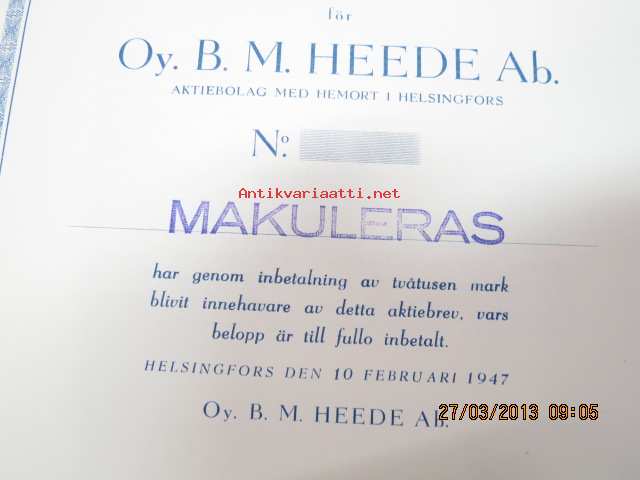 för
Oy. B. M. HEEDE Ab.
AKTIEBOLAG MED HEMORT I HELSINGFORS
No.
Antikvariaatti.net
MAKULERAS
har genom inbetalning av tvåtusen mark
blivit innehavare av detta aktiebrev, vars
belopp är till fullo inbetalt.
HELSINGFORS DEN 10 FEBRUARI 1947
Oy. B. M. HEEDE Ab.
27/03/2013 09:05